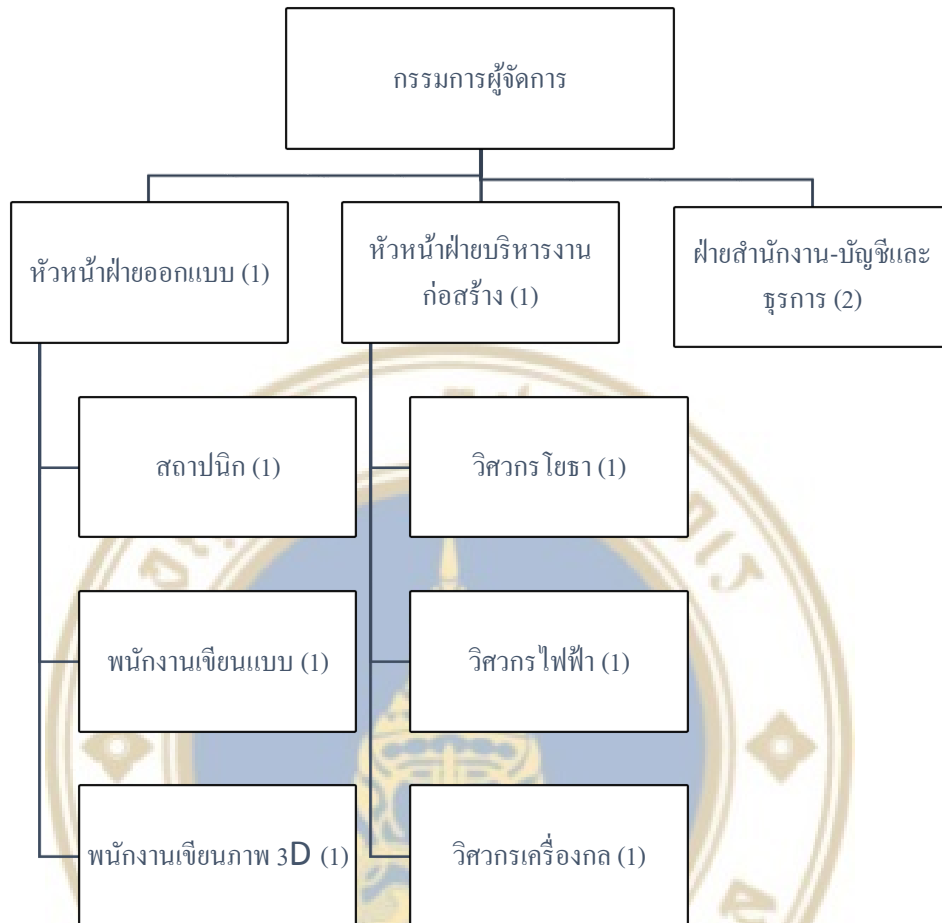 กรรมการผู้จัดการ
หัวหน้าฝ่ายออกแบบ (1)
หัวหน้าฝ่ายบริหารงาน
ก่อสร้าง (1)
ฝ่ายสำนักงาน-บัญชีและ
ธุรการ (2)
สถาปนิก (1)
วิศวกรโยธา (1)
พนักงานเขียนแบบ (1)
วิศวกรไฟฟ้า (1)
พนักงานเขียนภาพ 3D (1)
วิศวกรเครื่องกล (1)